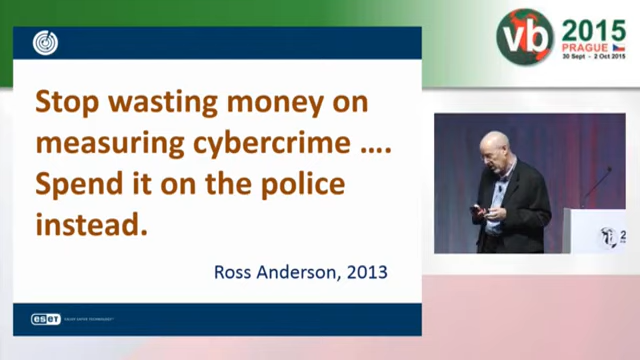 Stop wasting money on
measuring cybercrime ….
Spend it on the police
instead.
Ross Anderson, 2013
eset
vb
2015
PRAGUE
30 Sept - 2 Oct 2015